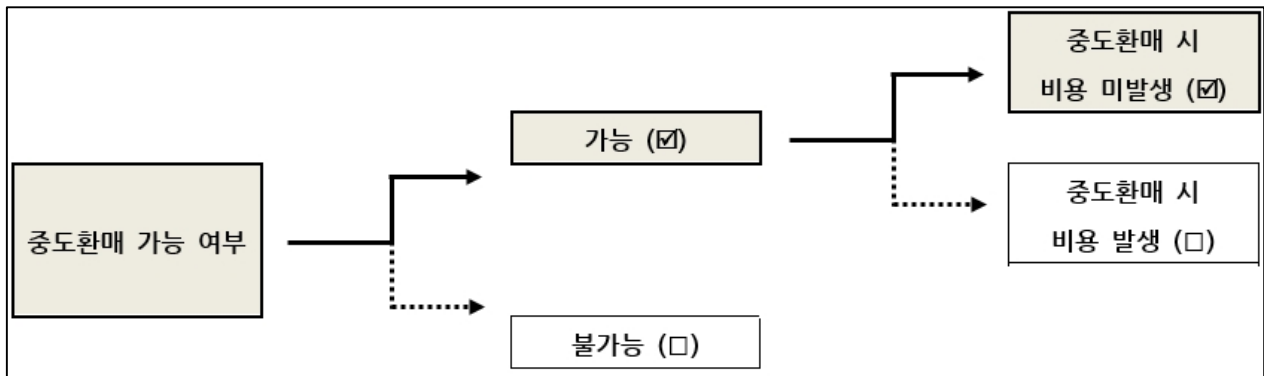 중도환매 가능 여부
가능 (☑)
불가능 (□)
중도환매 시
비용 미발생 (☑)
중도환매 시
비용 발생 (□)